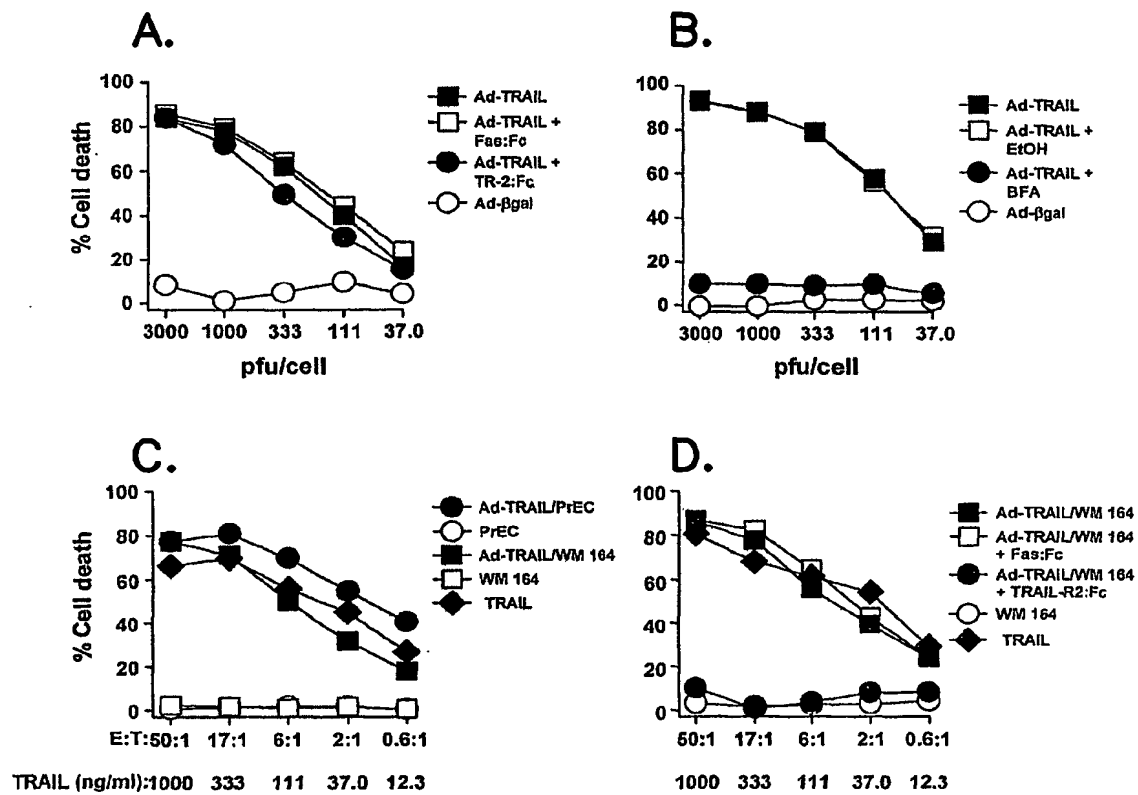 A.
% Cell death
100
80
60
40
20
0
3000 1000 333 111 37.0
pfu/cell
Ad-TRAIL
Ad-TRAIL +
Fas:Fc
Ad-TRAIL +
TR-2:Fc
Ad-βgal
B.
100
80
60
40
20
0
3000 1000 333 111 37.0
pfu/cell
Ad-TRAIL
Ad-TRAIL +
EtOH
Ad-TRAIL +
BFA
Ad-βgal
C.
% Cell death
100
80
60
40
20
0
E:T:50:1 17:1 6:1 2:1 0.6:1
TRAIL (ng/ml):1000 333 111 37.0 12.3
Ad-TRAIL/PrEC
PrEC
Ad-TRAIL/WM 164
WM 164
TRAIL
D.
100
80
60
40
20
0
50:1 17:1 6:1 2:1 0.6:1
1000 333 111 37.0 12.3
Ad-TRAIL/WM 164
Ad-TRAIL/WM 164
+ Fas:Fc
Ad-TRAIL/WM 164
+ TRAIL-R2:Fc
WM 164
TRAIL